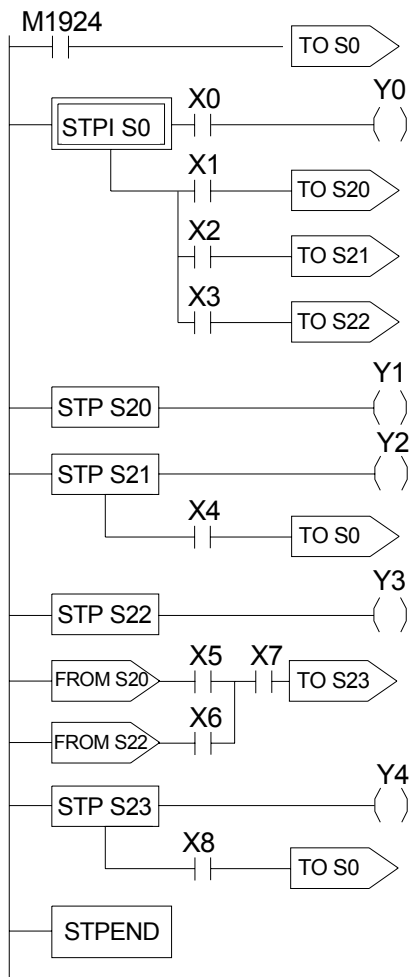 M1924
TO S0
X0
Y0
STPI S0
X1
TO S20
X2
TO S21
X3
TO S22
Y1
STP S20
Y2
STP S21
X4
TO S0
Y3
STP S22
X5
X7
FROM S20
TO S23
X6
FROM S22
Y4
STP S23
X8
TO S0
STPEND